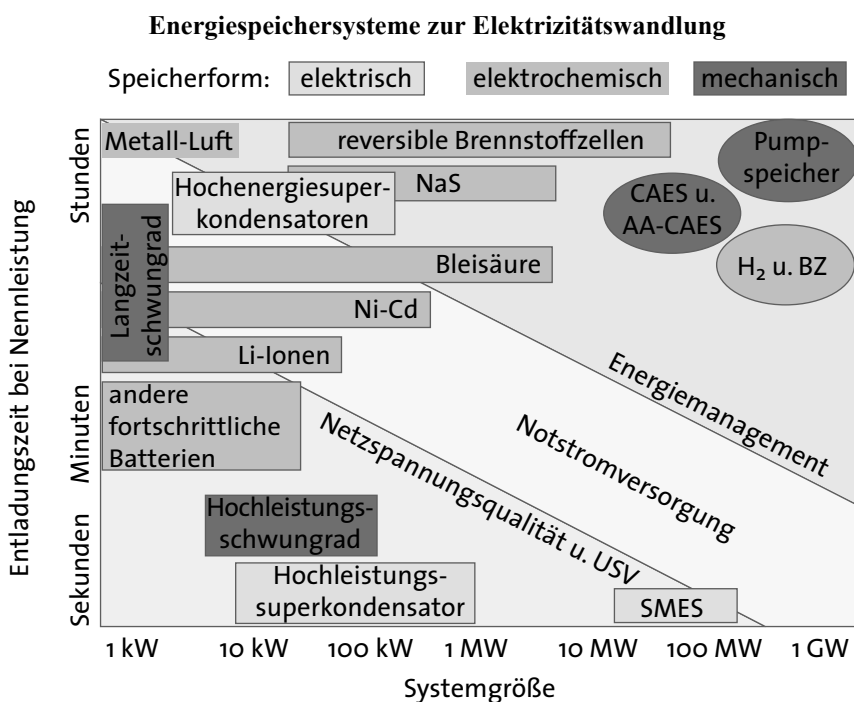 Energiespeichersysteme zur Elektrizitätswandlung
Speicherform: elektrisch elektrochemisch mechanisch
Entladungszeit bei Nennleistung
Stunden
Minuten
Sekunden
Metall-Luft
reversible Brennstoffzellen
Pump-
speicher
Hochenergiesuper-
kondensatoren
NaS
CAES u.
AA-CAES
Langzeit-
schwungrad
Bleisäure
H₂ u. BZ
Ni-Cd
Li-Ionen
andere
fortschrittliche
Batterien
Energiemanagement
Notstromversorgung
Netzspannungsqualität u. USV
Hochleistungs-
schwungrad
Hochleistungs-
superkondensator
SMES
1 kW 10 kW 100 kW 1 MW 10 MW 100 MW 1 GW
Systemgröße